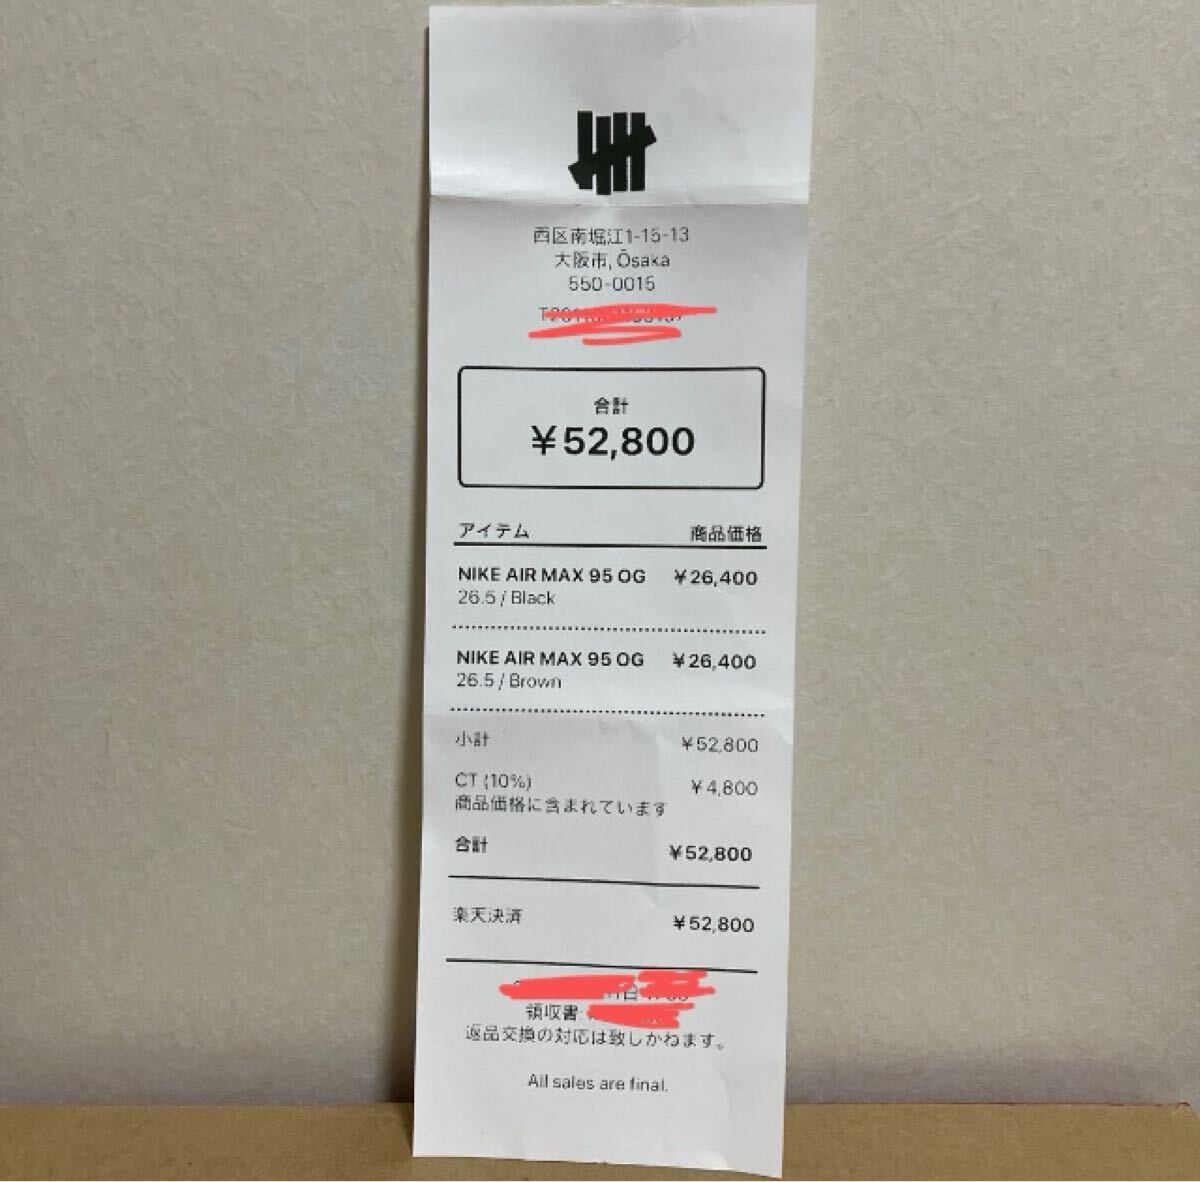 西区南堀江1-15-13
大阪市, Ōsaka
550-0015
合計
¥52,800
アイテム 商品価格
NIKE AIR MAX 95 OG ¥26,400
26.5 / Black
NIKE AIR MAX 95 OG ¥26,400
26.5 / Brown
小計 ¥52,800
CT (10%) ¥4,800
商品価格に含まれています
合計 ¥52,800
楽天決済 ¥52,800
領収書:
返品交換の対応は致しかねます。
All sales are final.